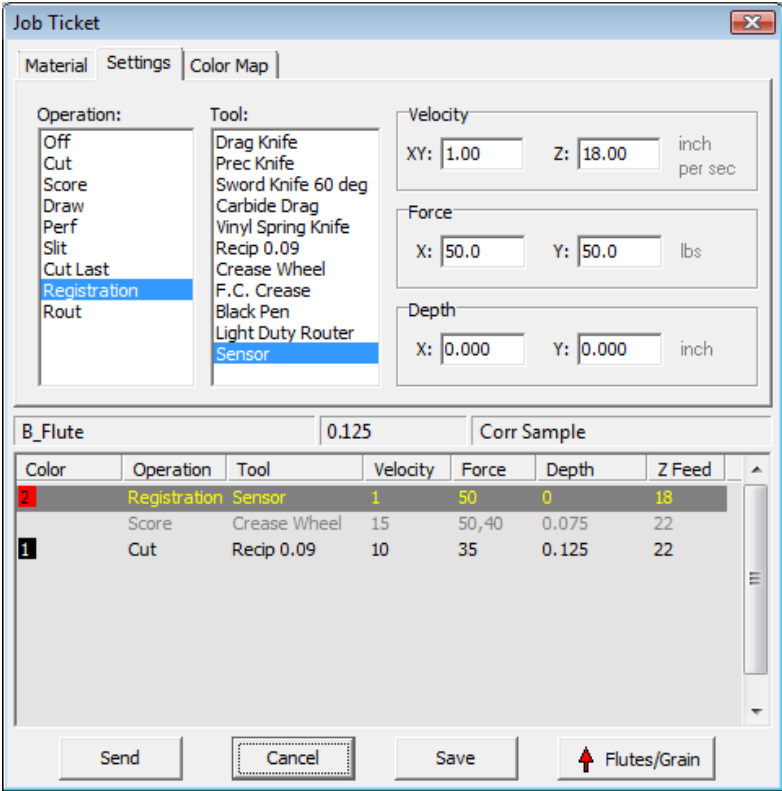 Job Ticket
Material Settings Color Map
Operation:
Off
Cut
Score
Draw
Perf
Slit
Cut Last
Registration
Rout
Tool:
Drag Knife
Prec Knife
Sword Knife 60 deg
Carbide Drag
Vinyl Spring Knife
Recip 0.09
Crease Wheel
F.C. Crease
Black Pen
Light Duty Router
Sensor
Velocity
XY: 1.00 Z: 18.00 inch per sec
Force
X: 50.0 Y: 50.0 lbs
Depth
X: 0.000 Y: 0.000 inch
B_Flute 0.125 Corr Sample
Color Operation Tool Velocity Force Depth Z Feed
2 Registration Sensor 1 50 0 18
Score Crease Wheel 15 50,40 0.075 22
1 Cut Recip 0.09 10 35 0.125 22
Send Cancel Save Flutes/Grain